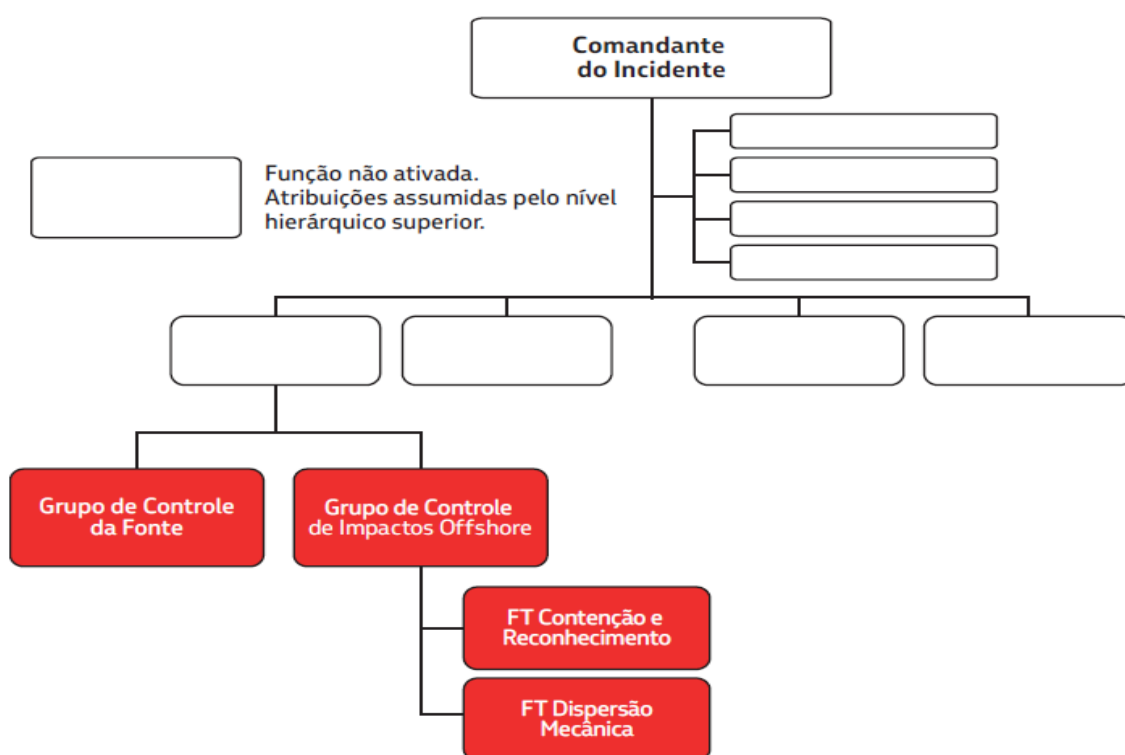 Comandante
do Incidente
Função não ativada.
Atribuições assumidas pelo nível
hierárquico superior.
Grupo de Controle
da Fonte
Grupo de Controle
de Impactos Offshore
FT Contenção e
Reconhecimento
FT Dispersão
Mecânica